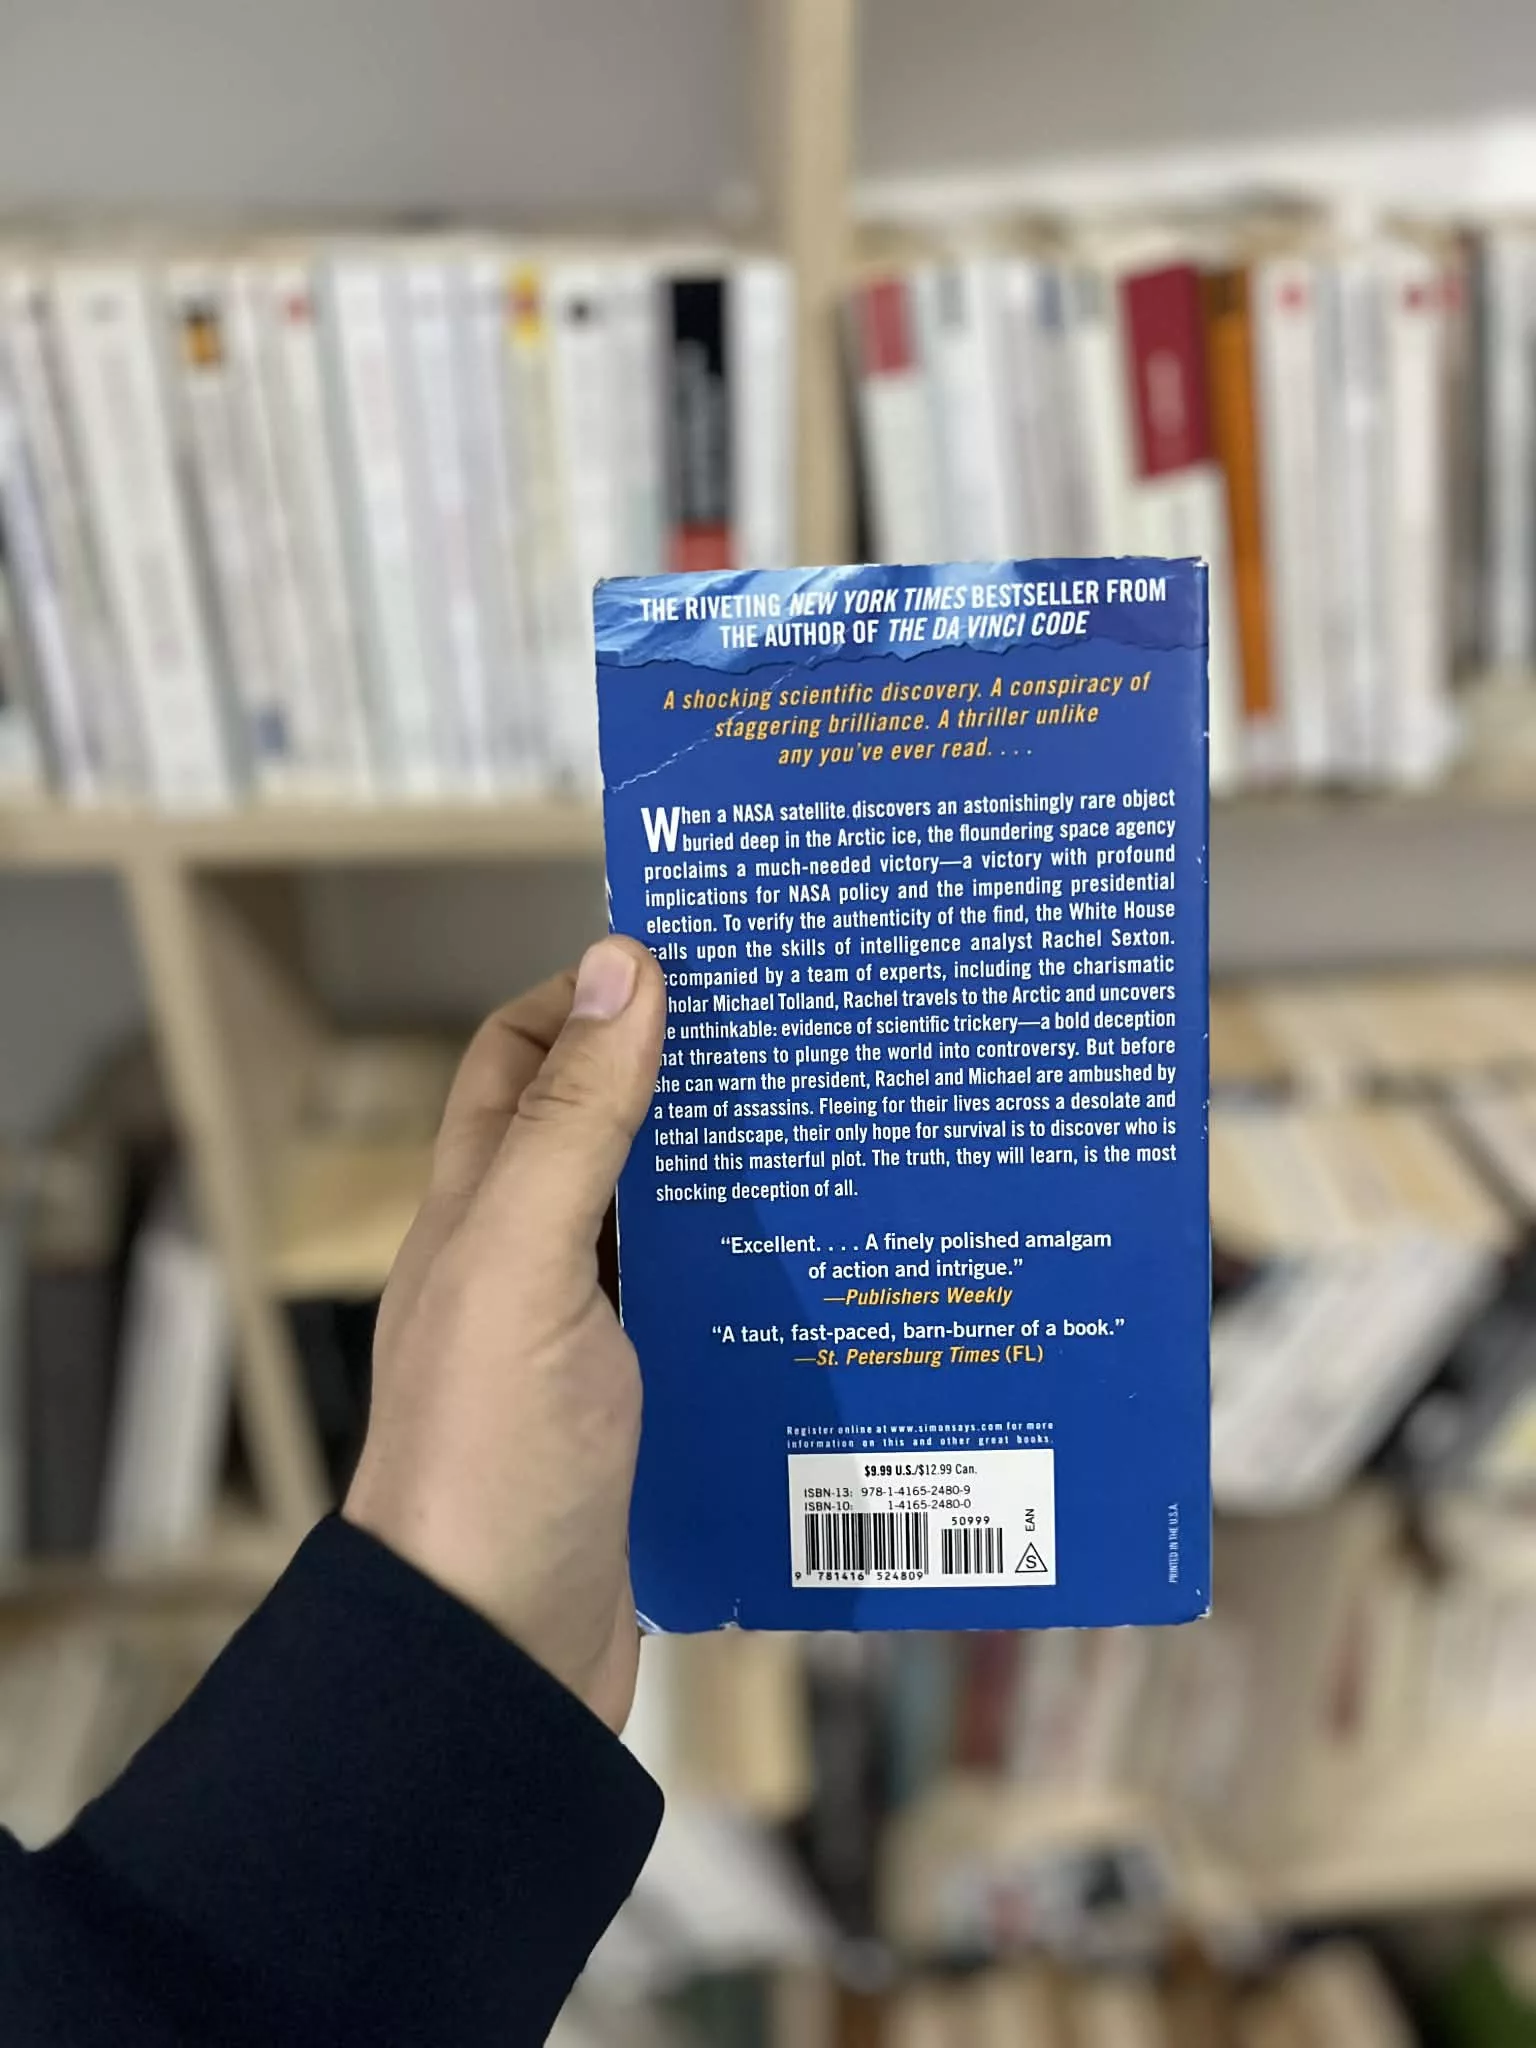 THE RIVETING NEW YORK TIMES BESTSELLER FROM
THE AUTHOR OF THE DA VINCI CODE
A shocking scientific discovery. A conspiracy of
staggering brilliance. A thriller unlike
any you've ever read. . . .
When a NASA satellite discovers an astonishingly rare object
buried deep in the Arctic ice, the floundering space agency
proclaims a much-needed victory—a victory with profound
implications for NASA policy and the impending presidential
election. To verify the authenticity of the find, the White House
calls upon the skills of intelligence analyst Rachel Sexton.
ccompanied by a team of experts, including the charismatic
holar Michael Tolland, Rachel travels to the Arctic and uncovers
e unthinkable: evidence of scientific trickery—a bold deception
hat threatens to plunge the world into controversy. But before
she can warn the president, Rachel and Michael are ambushed by
a team of assassins. Fleeing for their lives across a desolate and
lethal landscape, their only hope for survival is to discover who is
behind this masterful plot. The truth, they will learn, is the most
shocking deception of all.
“Excellent. . . . A finely polished amalgam
of action and intrigue.”
—Publishers Weekly
“A taut, fast-paced, barn-burner of a book.”
—St. Petersburg Times (FL)
Register online at www.simonsays.com for more
information on this and other great books.
$9.99 U.S./$12.99 Can.
ISBN-13: 978-1-4165-2480-9
ISBN-10: 1-4165-2480-0
50999
EAN
S
9 781416 524809
PRINTED IN THE U.S.A.